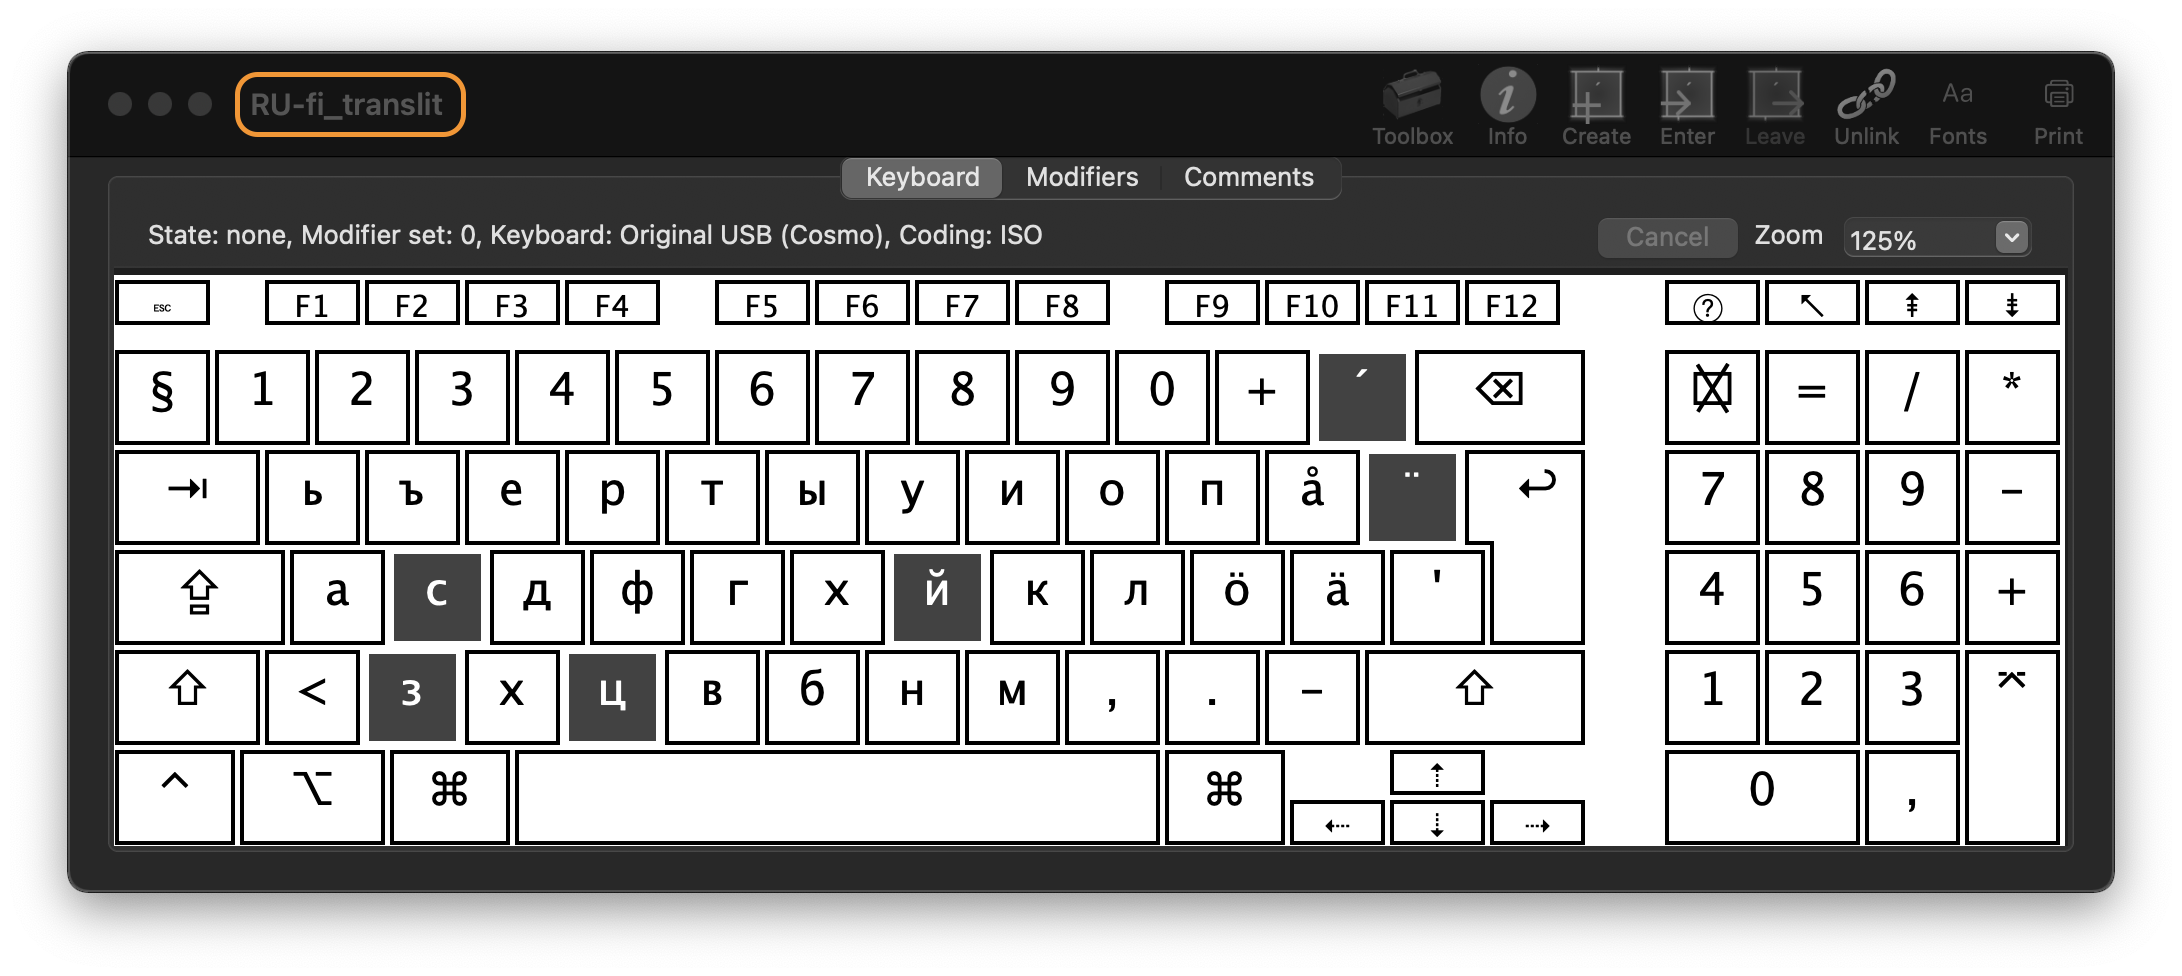 RU-fi_translit
Toolbox Info Create Enter Leave Unlink Aa Fonts Print
Keyboard Modifiers Comments
State: none, Modifier set: 0, Keyboard: Original USB (Cosmo), Coding: ISO Cancel Zoom 125%
ESC F1 F2 F3 F4 F5 F6 F7 F8 F9 F10 F11 F12 ?
§ 1 2 3 4 5 6 7 8 9 0 + ´ = / *
ь ъ е р т ы у и о п å ¨ 7 8 9 -
а с д ф г х й к л ö ä ' 4 5 6 +
< з х ц в б н м , . - 1 2 3
0 ,